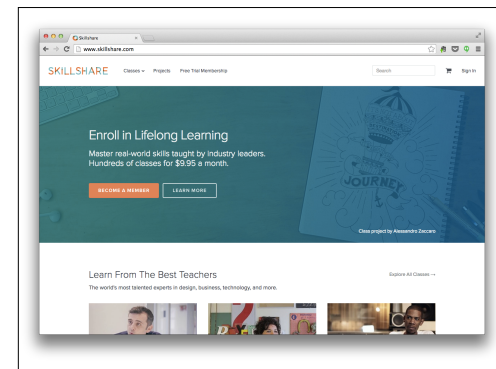 Skillshare
www.skillshare.com
SKILLSHARE Classes Projects Free Trial Membership Search Sign In
Enroll in Lifelong Learning
Master real-world skills taught by industry leaders.
Hundreds of classes for $9.95 a month.
BECOME A MEMBER LEARN MORE
JOURNEY
Class project by Alessandro Zaccaro
Learn From The Best Teachers Explore All Classes →
The world's most talented experts in design, business, technology, and more.